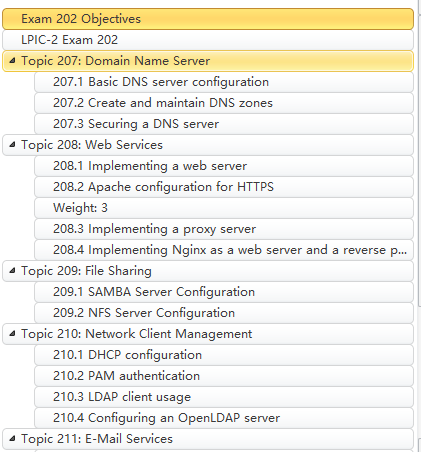 Exam 202 Objectives
LPIC-2 Exam 202
Topic 207: Domain Name Server
207.1 Basic DNS server configuration
207.2 Create and maintain DNS zones
207.3 Securing a DNS server
Topic 208: Web Services
208.1 Implementing a web server
208.2 Apache configuration for HTTPS
Weight: 3
208.3 Implementing a proxy server
208.4 Implementing Nginx as a web server and a reverse p...
Topic 209: File Sharing
209.1 SAMBA Server Configuration
209.2 NFS Server Configuration
Topic 210: Network Client Management
210.1 DHCP configuration
210.2 PAM authentication
210.3 LDAP client usage
210.4 Configuring an OpenLDAP server
Topic 211: E-Mail Services